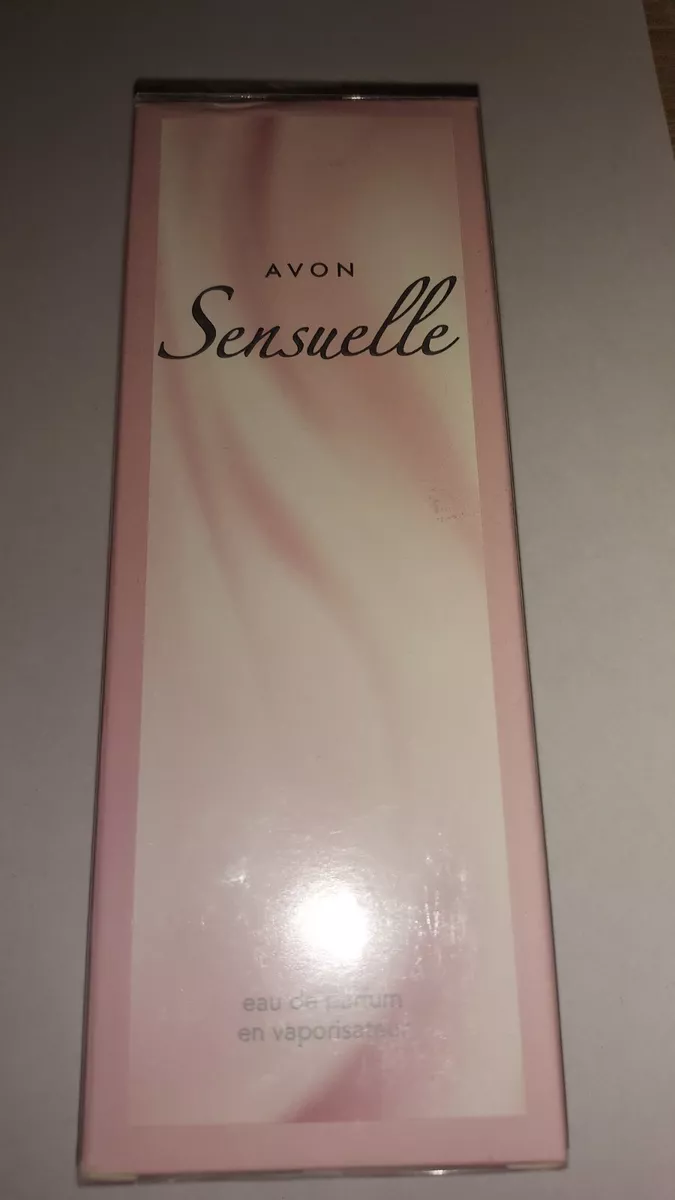 AVON
Sensuelle
eau de parfum
en vaporisateur